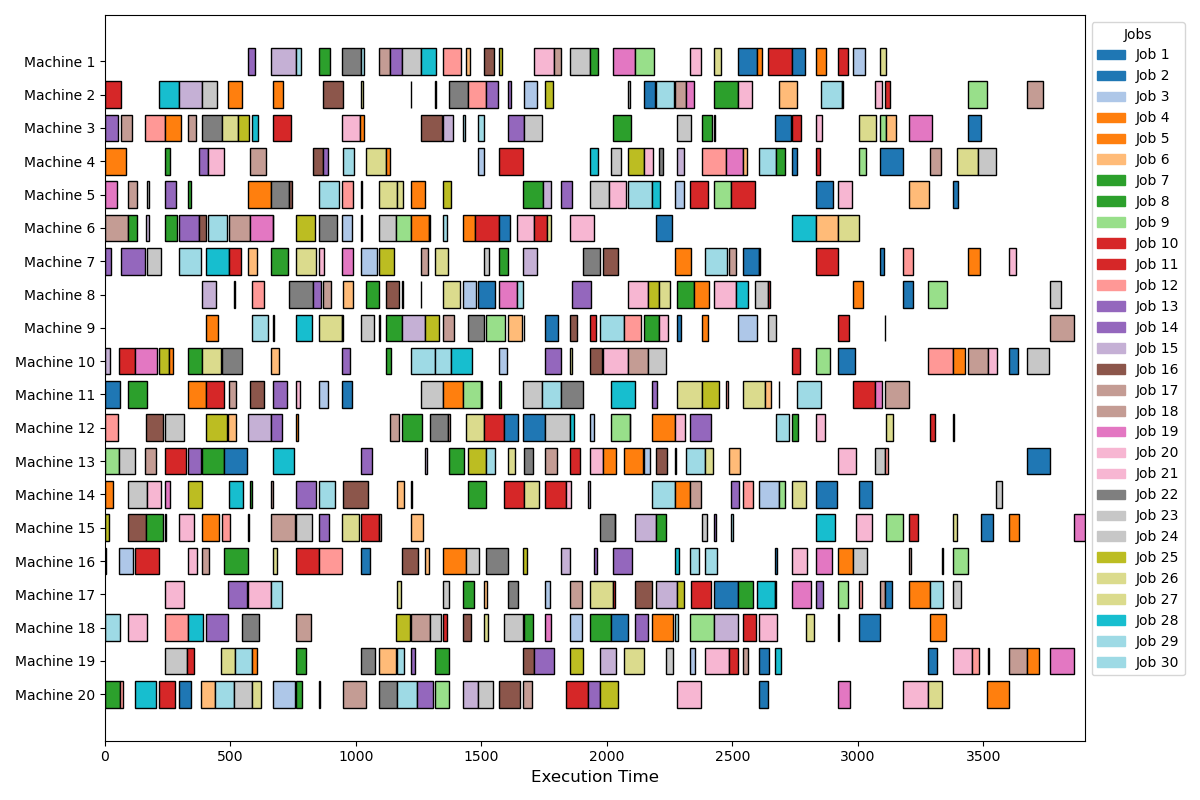 Machine 1
Machine 2
Machine 3
Machine 4
Machine 5
Machine 6
Machine 7
Machine 8
Machine 9
Machine 10
Machine 11
Machine 12
Machine 13
Machine 14
Machine 15
Machine 16
Machine 17
Machine 18
Machine 19
Machine 20
0 500 1000 1500 2000 2500 3000 3500
Execution Time
Jobs
Job 1
Job 2
Job 3
Job 4
Job 5
Job 6
Job 7
Job 8
Job 9
Job 10
Job 11
Job 12
Job 13
Job 14
Job 15
Job 16
Job 17
Job 18
Job 19
Job 20
Job 21
Job 22
Job 23
Job 24
Job 25
Job 26
Job 27
Job 28
Job 29
Job 30